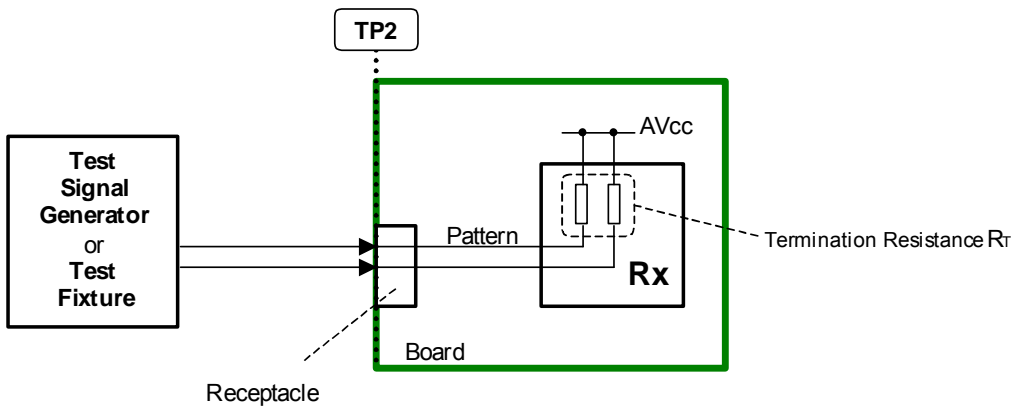 TP2
AVcc
Test
Signal
Generator
or
Test
Fixture
Pattern
Termination Resistance RT
Rx
Board
Receptacle